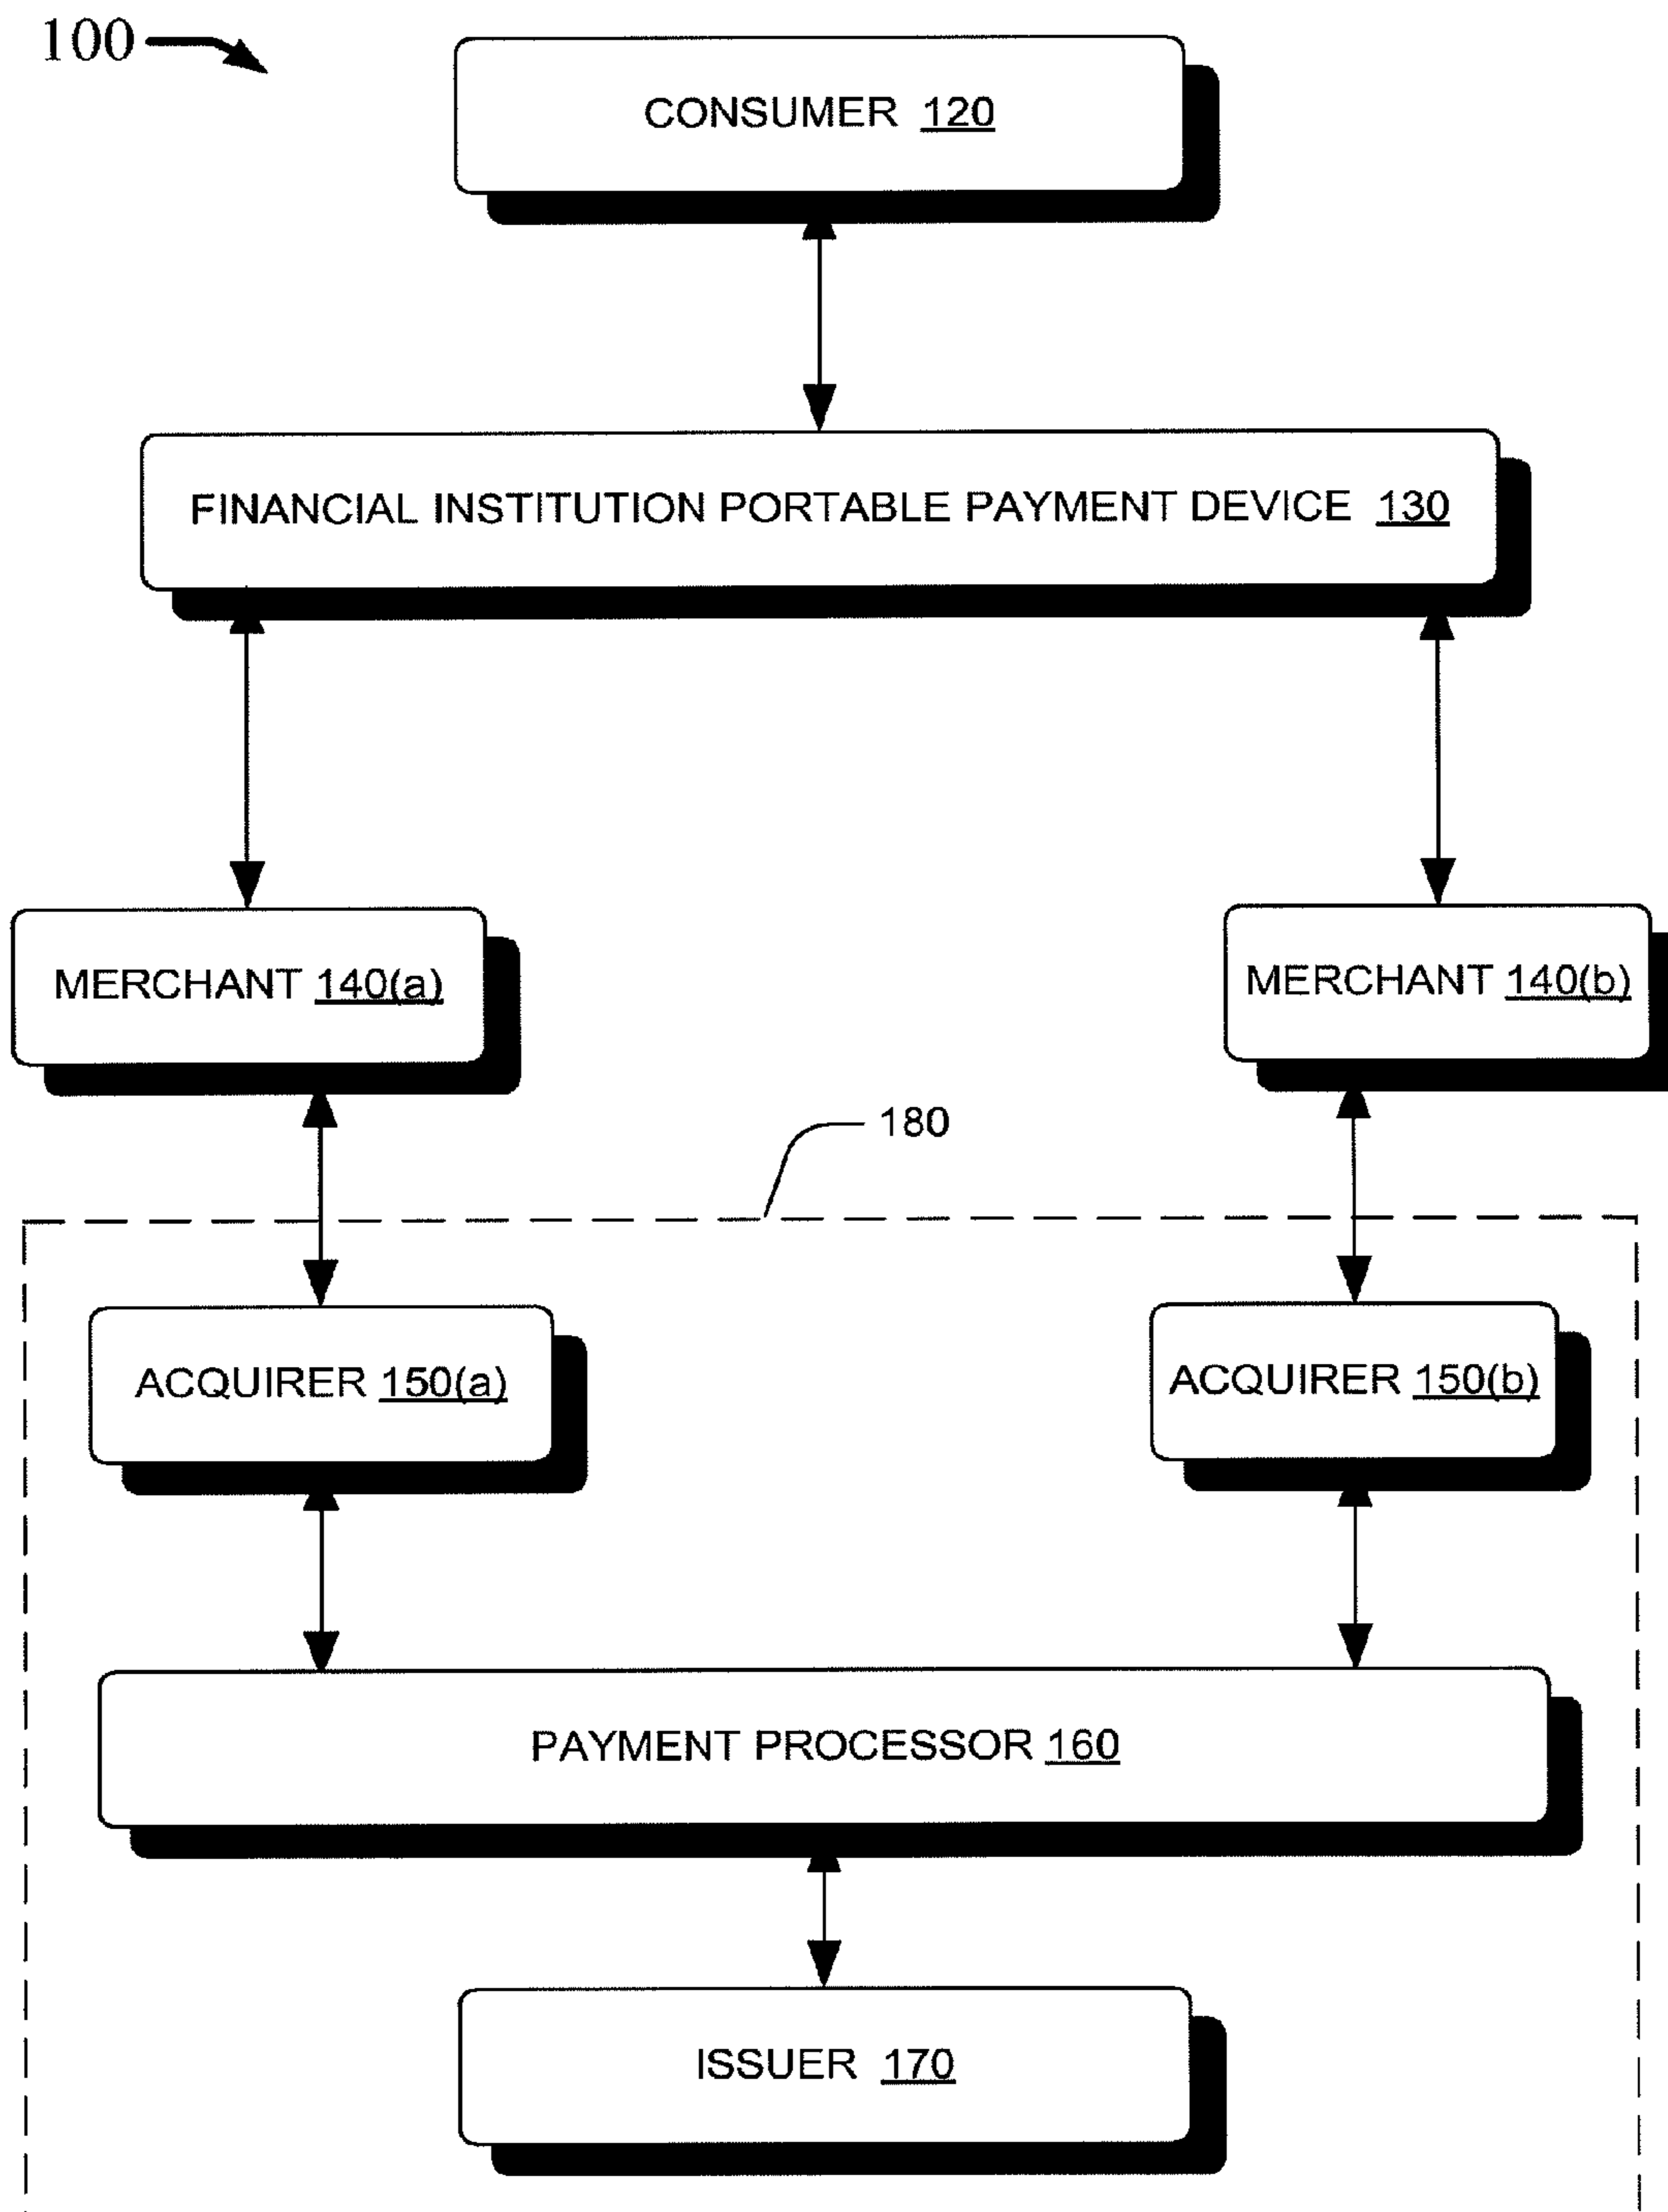 100
CONSUMER 120
FINANCIAL INSTITUTION PORTABLE PAYMENT DEVICE 130
MERCHANT 140(a)
MERCHANT 140(b)
180
ACQUIRER 150(a)
ACQUIRER 150(b)
PAYMENT PROCESSOR 160
ISSUER 170